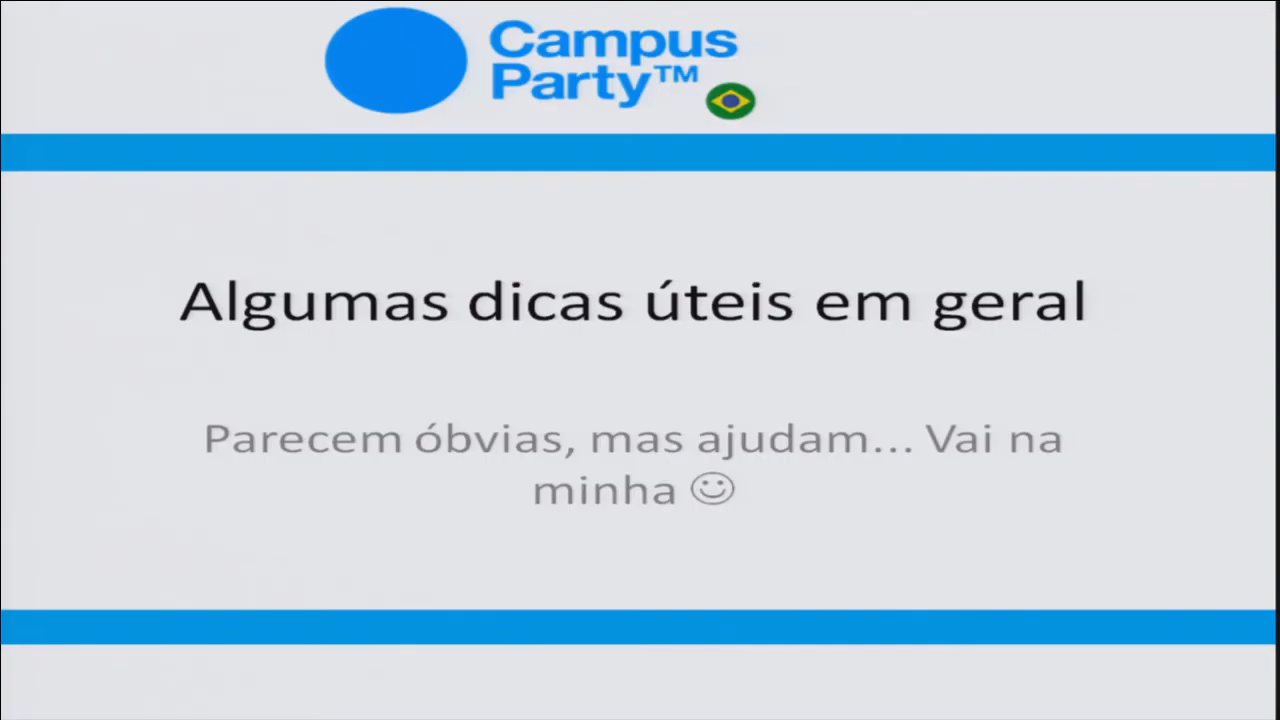 Campus
Party™
Algumas dicas úteis em geral
Parecem óbvias, mas ajudam... Vai na
minha ☺